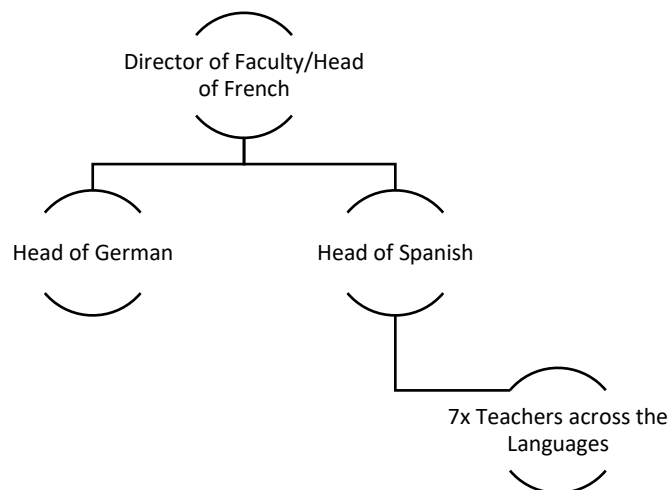 Director of Faculty/Head
of French
Head of German
Head of Spanish
7x Teachers across the
Languages